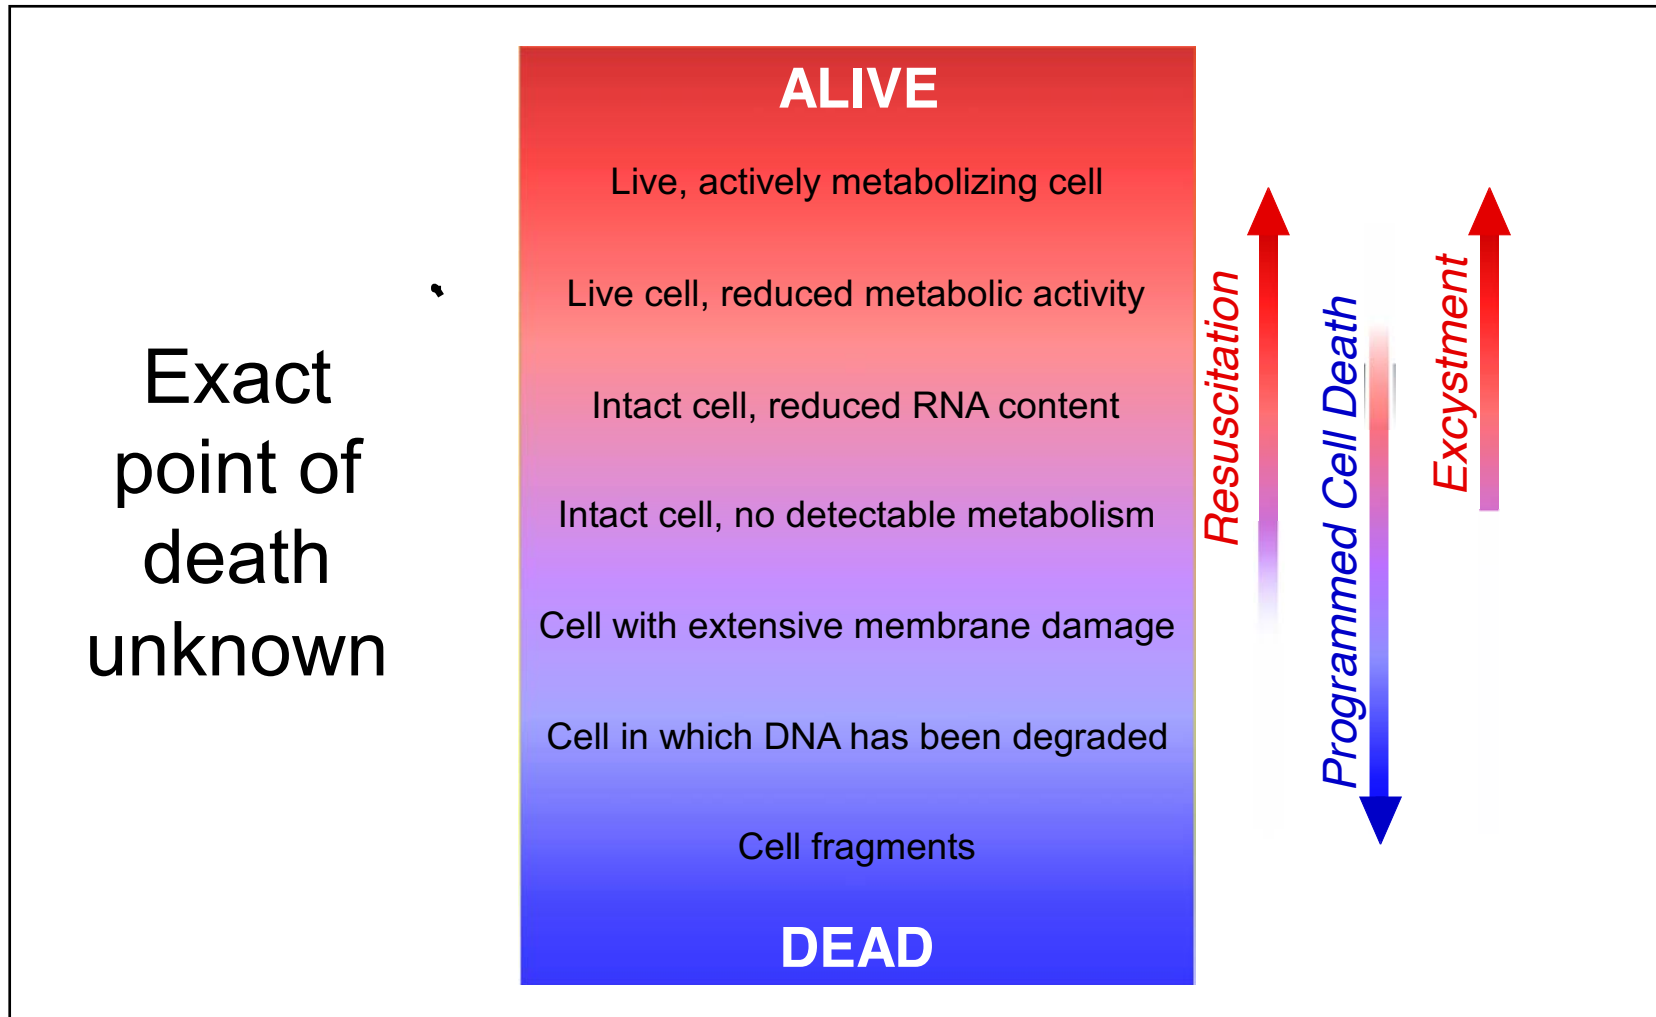 Exact
point of
death
unknown
ALIVE
Live, actively metabolizing cell
Live cell, reduced metabolic activity
Intact cell, reduced RNA content
Intact cell, no detectable metabolism
Cell with extensive membrane damage
Cell in which DNA has been degraded
Cell fragments
DEAD
Resuscitation
Programmed Cell Death
Excystment